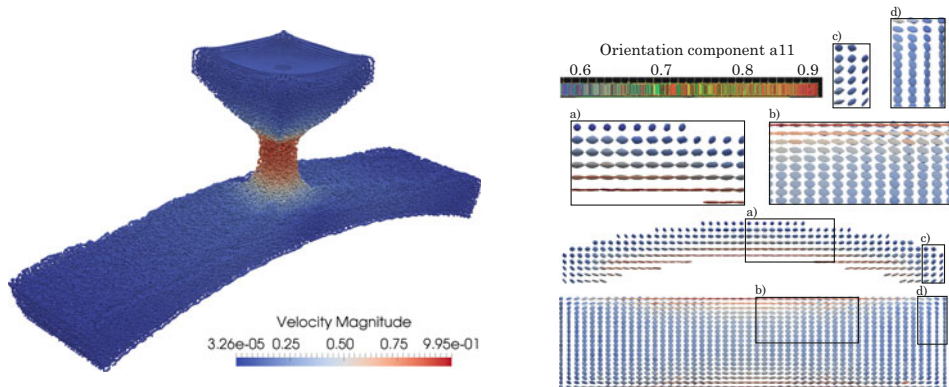 Velocity Magnitude
3.26e-05 0.25 0.50 0.75 9.95e-01
Orientation component a11
0.6 0.7 0.8 0.9
c)
d)
a)
b)
a)
c)
b)
d)